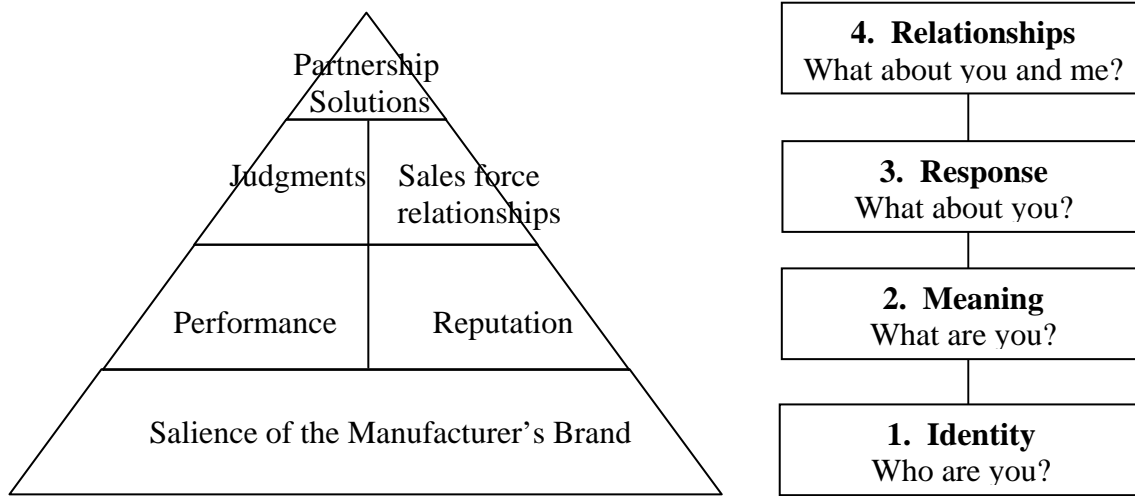 Partnership
Solutions
Judgments
Sales force
relationships
Performance
Reputation
Salience of the Manufacturer’s Brand
4. Relationships
What about you and me?
3. Response
What about you?
2. Meaning
What are you?
1. Identity
Who are you?